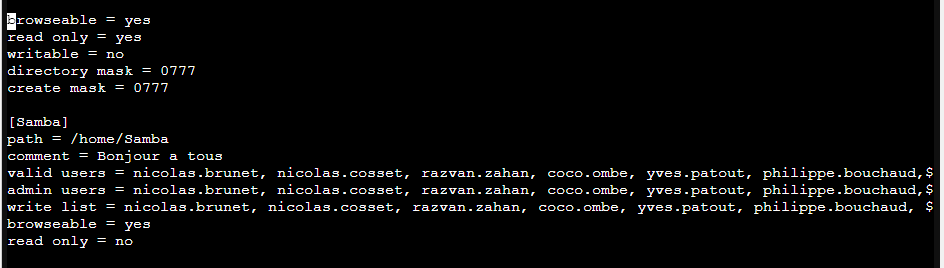 browseable = yes
read only = yes
writable = no
directory mask = 0777
create mask = 0777
[Samba]
path = /home/Samba
comment = Bonjour a tous
valid users = nicolas.brunet, nicolas.cosset, razvan.zahan, coco.ombe, yves.patout, philippe.bouchaud,$
admin users = nicolas.brunet, nicolas.cosset, razvan.zahan, coco.ombe, yves.patout, philippe.bouchaud,$
write list = nicolas.brunet, nicolas.cosset, razvan.zahan, coco.ombe, yves.patout, philippe.bouchaud, $
browseable = yes
read only = no